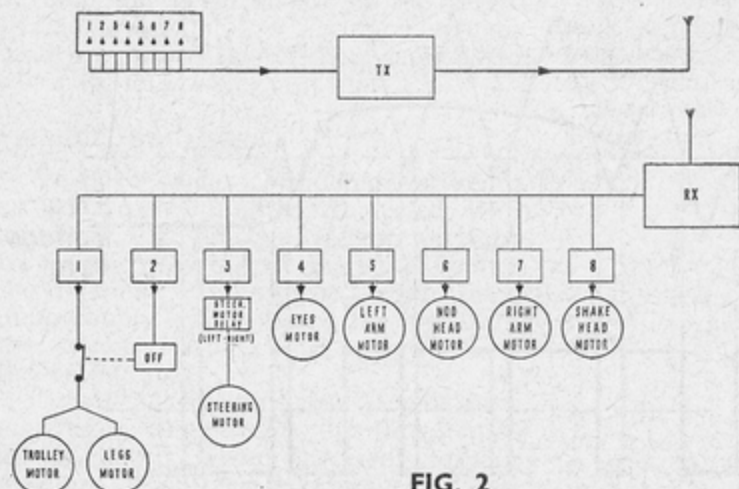 1 2 3 4 5 6 7 8
TX
RX
1 2 3 4 5 6 7 8
STEER
MOTOR
RELAY
(LEFT-RIGHT)
EYES
MOTOR
LEFT
ARM
MOTOR
NOD
HEAD
MOTOR
RIGHT
ARM
MOTOR
SHAKE
HEAD
MOTOR
OFF
STEERING
MOTOR
TROLLEY
MOTOR
LEGS
MOTOR
FIG. 2